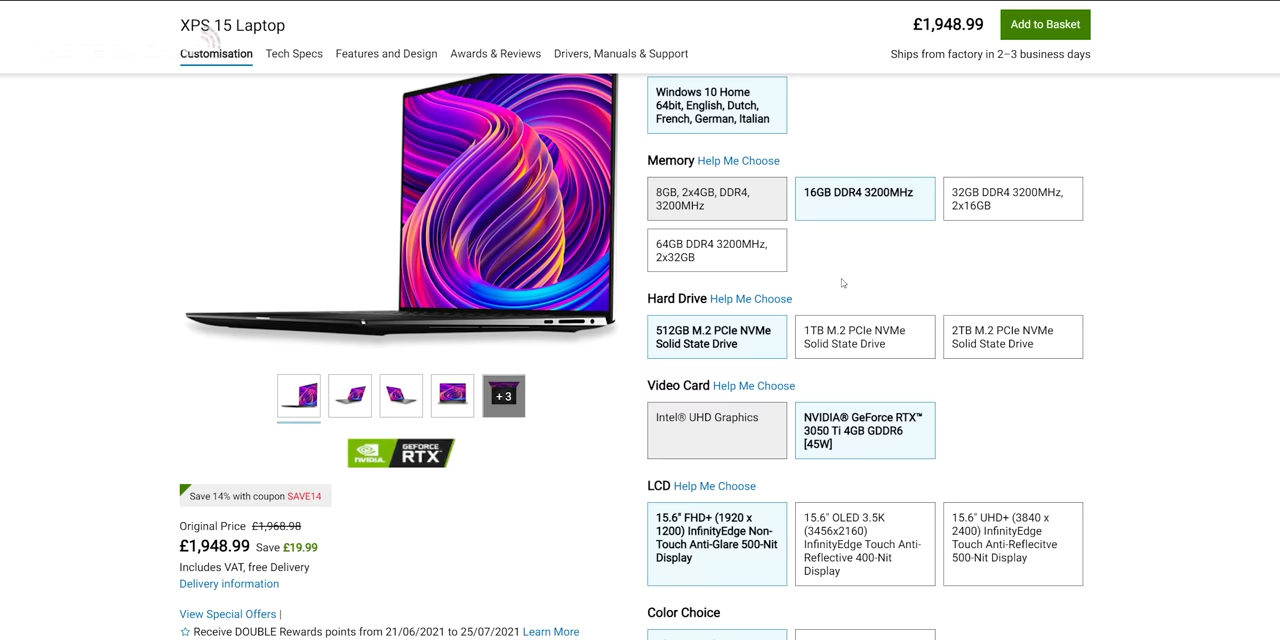 XPS 15 Laptop
£1,948.99
Add to Basket
Customisation Tech Specs Features and Design Awards & Reviews Drivers, Manuals & Support
Ships from factory in 2–3 business days
Windows 10 Home
64bit, English, Dutch,
French, German, Italian
Memory Help Me Choose
8GB, 2x4GB, DDR4,
3200MHz
16GB DDR4 3200MHz
32GB DDR4 3200MHz,
2x16GB
64GB DDR4 3200MHz,
2x32GB
Hard Drive Help Me Choose
512GB M.2 PCIe NVMe
Solid State Drive
1TB M.2 PCIe NVMe
Solid State Drive
2TB M.2 PCIe NVMe
Solid State Drive
Video Card Help Me Choose
Intel® UHD Graphics
NVIDIA® GeForce RTX™
3050 Ti 4GB GDDR6
[45W]
LCD Help Me Choose
15.6" FHD+ (1920 x
1200) InfinityEdge Non-
Touch Anti-Glare 500-Nit
Display
15.6" OLED 3.5K
(3456x2160)
InfinityEdge Touch Anti-
Reflective 400-Nit
Display
15.6" UHD+ (3840 x
2400) InfinityEdge
Touch Anti-Reflecitve
500-Nit Display
Color Choice
+ 3
NVIDIA.
GEFORCE
RTX™
Save 14% with coupon SAVE14
Original Price £1,968.98
£1,948.99 Save £19.99
Includes VAT, free Delivery
Delivery information
View Special Offers |
Receive DOUBLE Rewards points from 21/06/2021 to 25/07/2021 Learn More